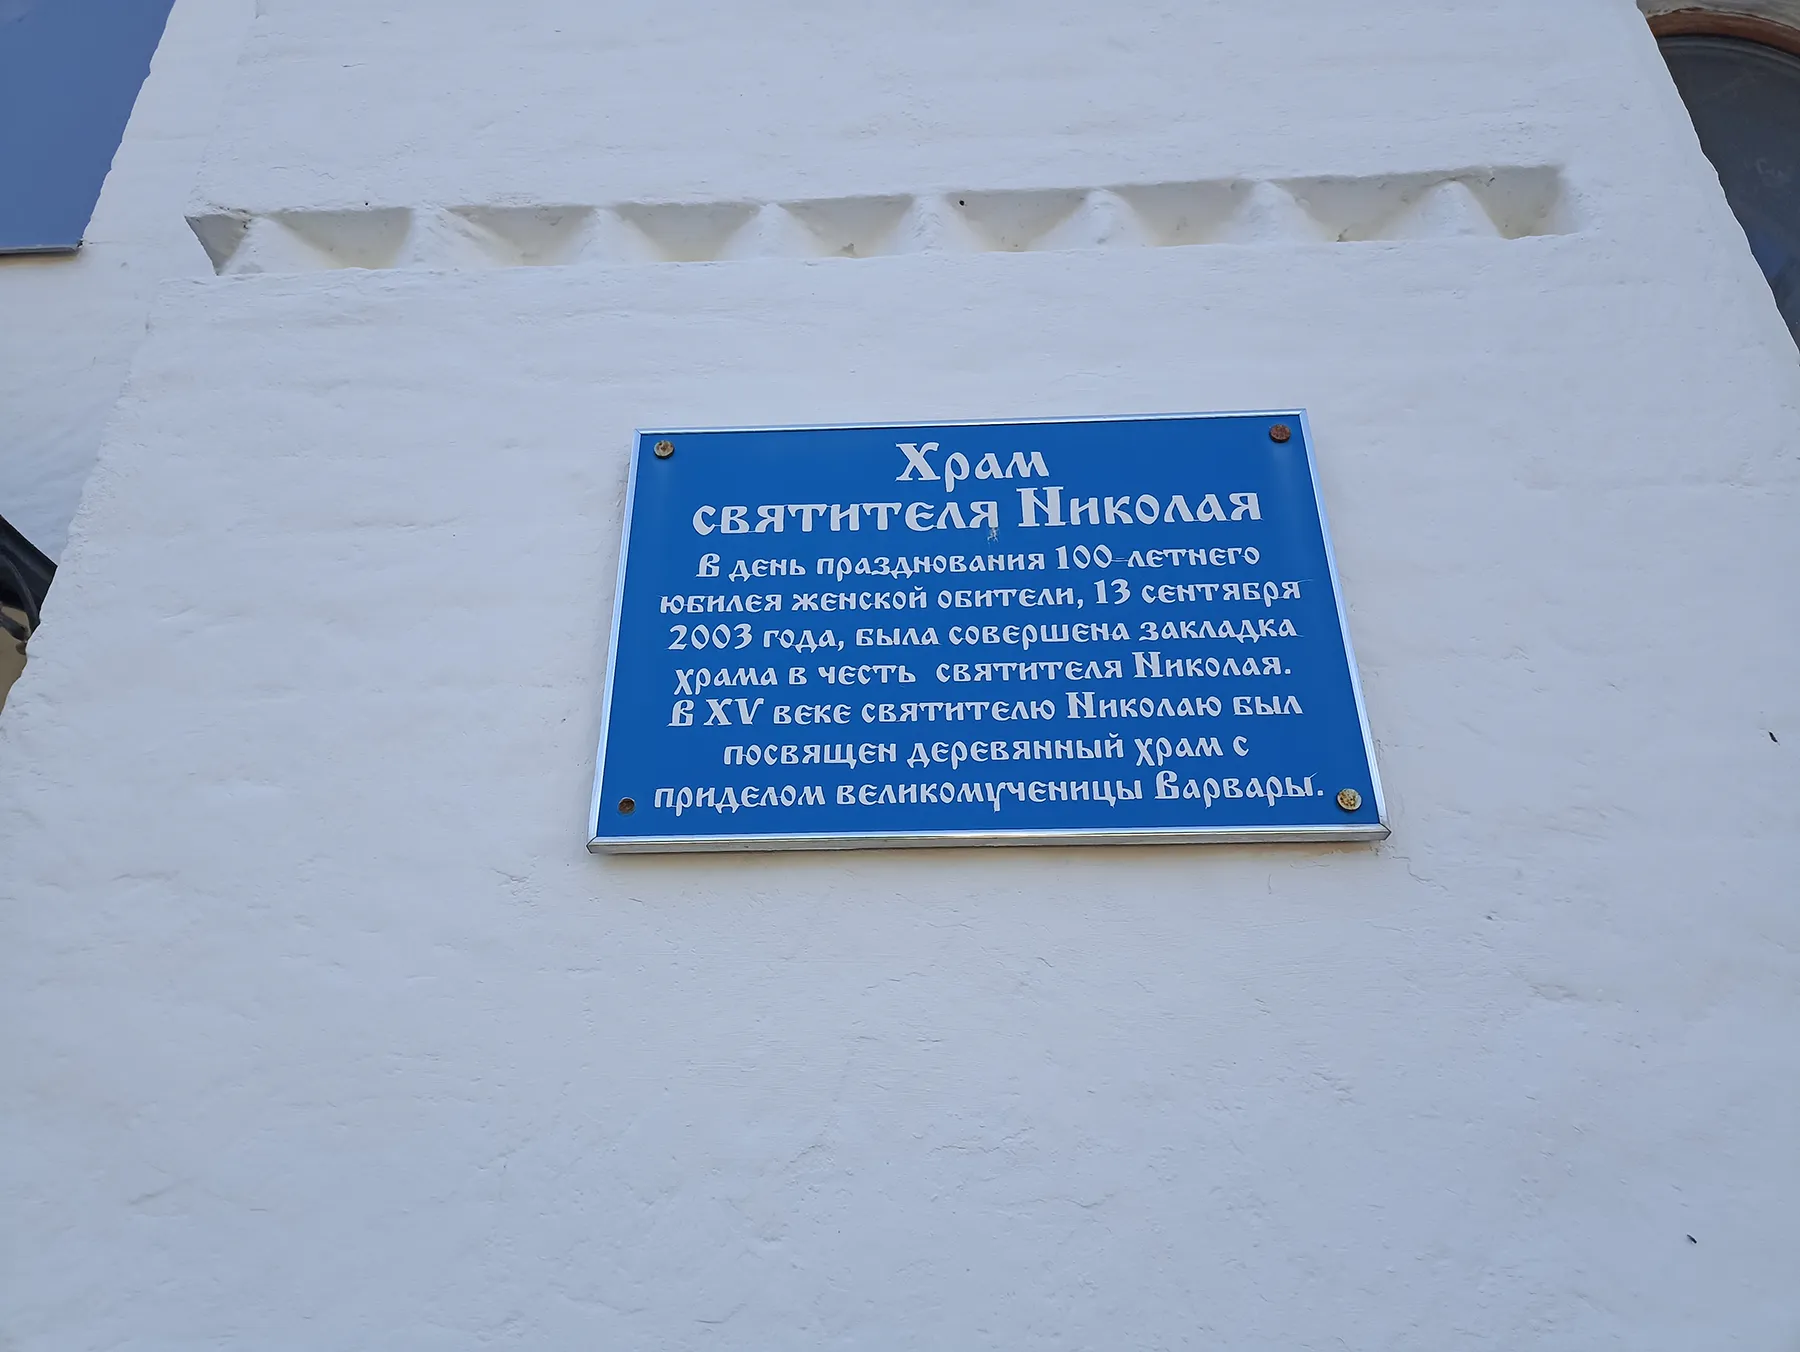 Храм
святителя Николая
В день празднования 100-летнего
юбилея женской обители, 13 сентября
2003 года, была совершена закладка
храма в честь святителя Николая.
В XV веке святителю Николаю был
посвящен деревянный храм с
приделом великомученицы Варвары.